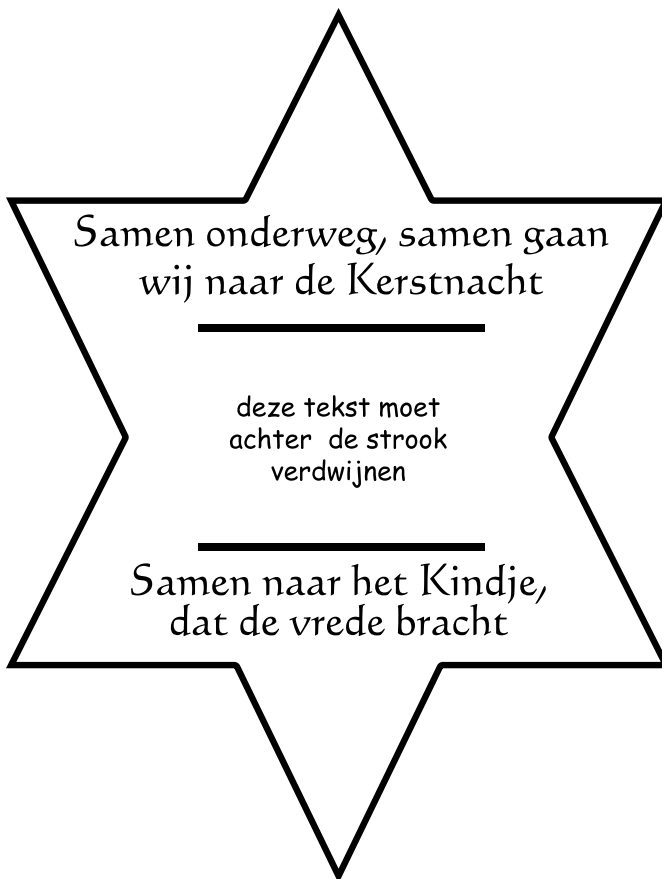 Samen onderweg, samen gaan
wij naar de Kerstnacht
deze tekst moet
achter de strook
verdwijnen
Samen naar het Kindje,
dat de vrede bracht